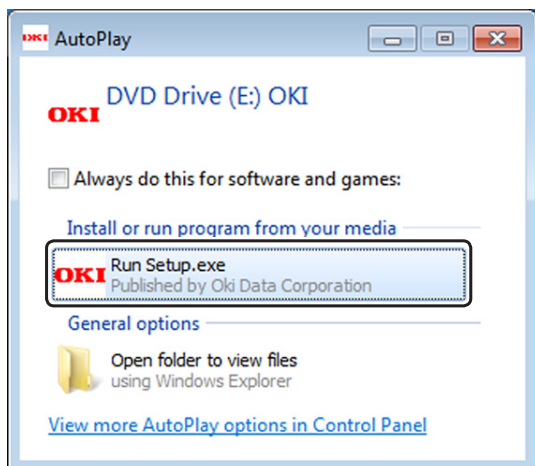 OKI AutoPlay
DVD Drive (E:) OKI
OKI
Always do this for software and games:
Install or run program from your media
OKI Run Setup.exe
Published by Oki Data Corporation
General options
Open folder to view files
using Windows Explorer
View more AutoPlay options in Control Panel